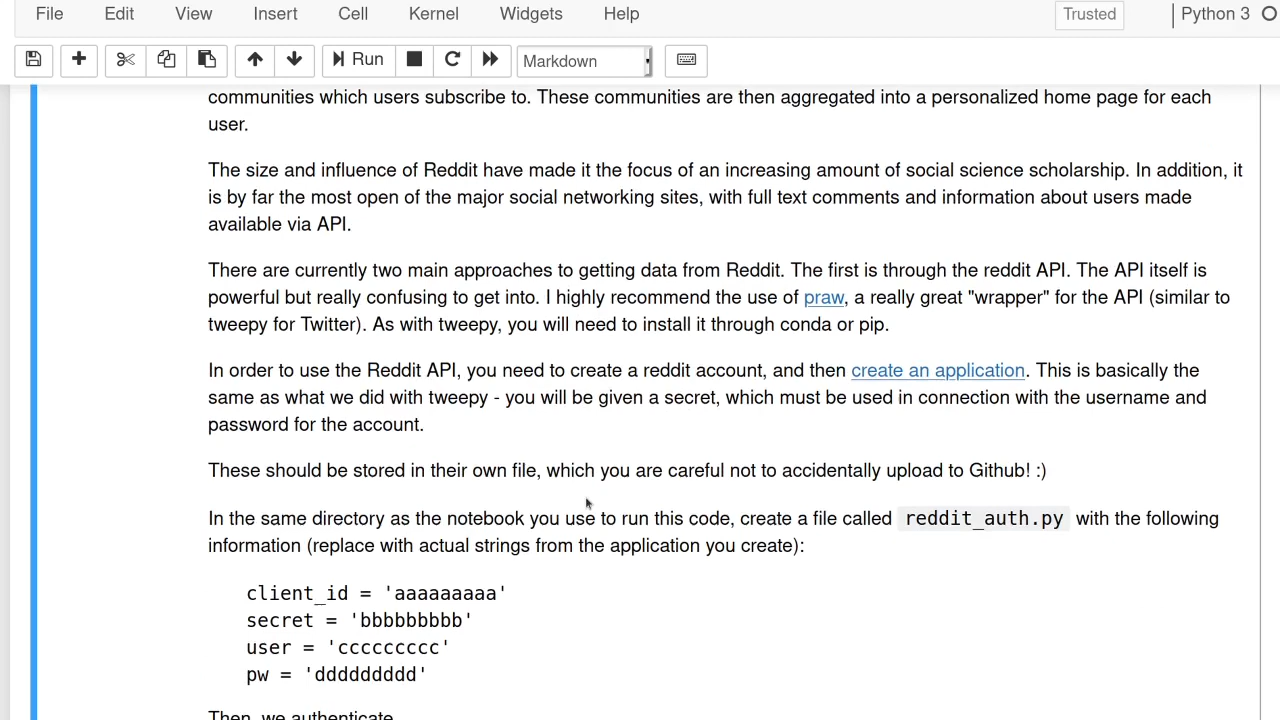 File Edit View Insert Cell Kernel Widgets Help Trusted Python 3
Run Markdown
communities which users subscribe to. These communities are then aggregated into a personalized home page for each
user.
The size and influence of Reddit have made it the focus of an increasing amount of social science scholarship. In addition, it
is by far the most open of the major social networking sites, with full text comments and information about users made
available via API.
There are currently two main approaches to getting data from Reddit. The first is through the reddit API. The API itself is
powerful but really confusing to get into. I highly recommend the use of praw, a really great "wrapper" for the API (similar to
tweepy for Twitter). As with tweepy, you will need to install it through conda or pip.
In order to use the Reddit API, you need to create a reddit account, and then create an application. This is basically the
same as what we did with tweepy - you will be given a secret, which must be used in connection with the username and
password for the account.
These should be stored in their own file, which you are careful not to accidentally upload to Github! :)
In the same directory as the notebook you use to run this code, create a file called reddit_auth.py with the following
information (replace with actual strings from the application you create):
client_id = 'aaaaaaaaa'
secret = 'bbbbbbbbb'
user = 'ccccccccc'
pw = 'ddddddddd'
Then, we authenticate